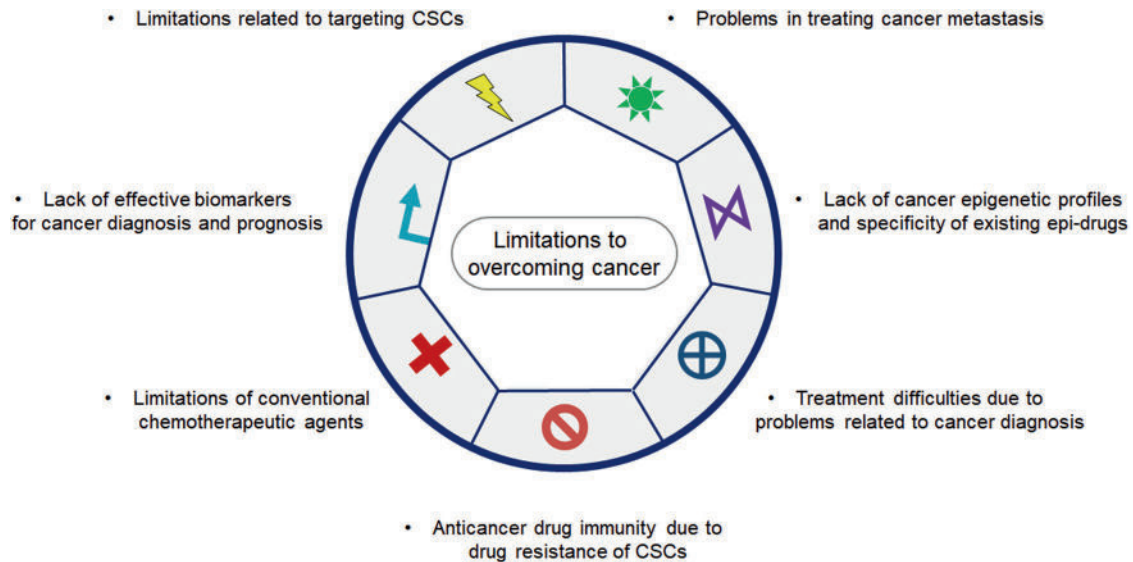 • Limitations related to targeting CSCs
• Problems in treating cancer metastasis
• Lack of effective biomarkers
for cancer diagnosis and prognosis
• Lack of cancer epigenetic profiles
and specificity of existing epi-drugs
Limitations to
overcoming cancer
• Limitations of conventional
chemotherapeutic agents
• Treatment difficulties due to
problems related to cancer diagnosis
• Anticancer drug immunity due to
drug resistance of CSCs